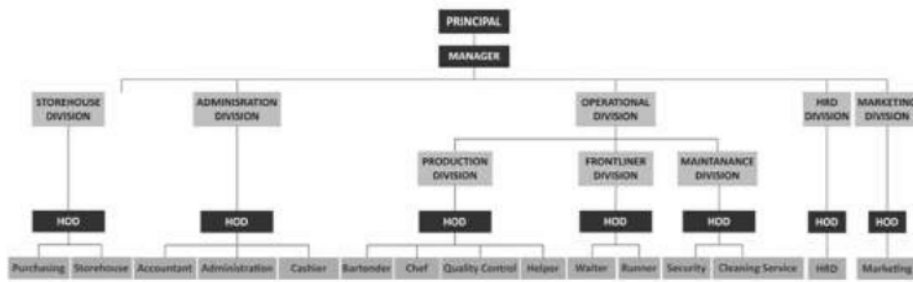 PRINCIPAL
MANAGER
STOREHOUSE
DIVISION
ADMINISRATION
DIVISION
OPERATIONAL
DIVISION
HRD
DIVISION
MARKETING
DIVISION
PRODUCTION
DIVISION
FRONTLINER
DIVISION
MAINTANANCE
DIVISION
HOD
HOD
HOD
HOD
HOD
HOD
HOD
Purchasing
Storehouse
Accountant
Administration
Cashier
Bartender
Chef
Quality Control
Helper
Waiter
Runner
Security
Cleaning Service
HRD
Marketing